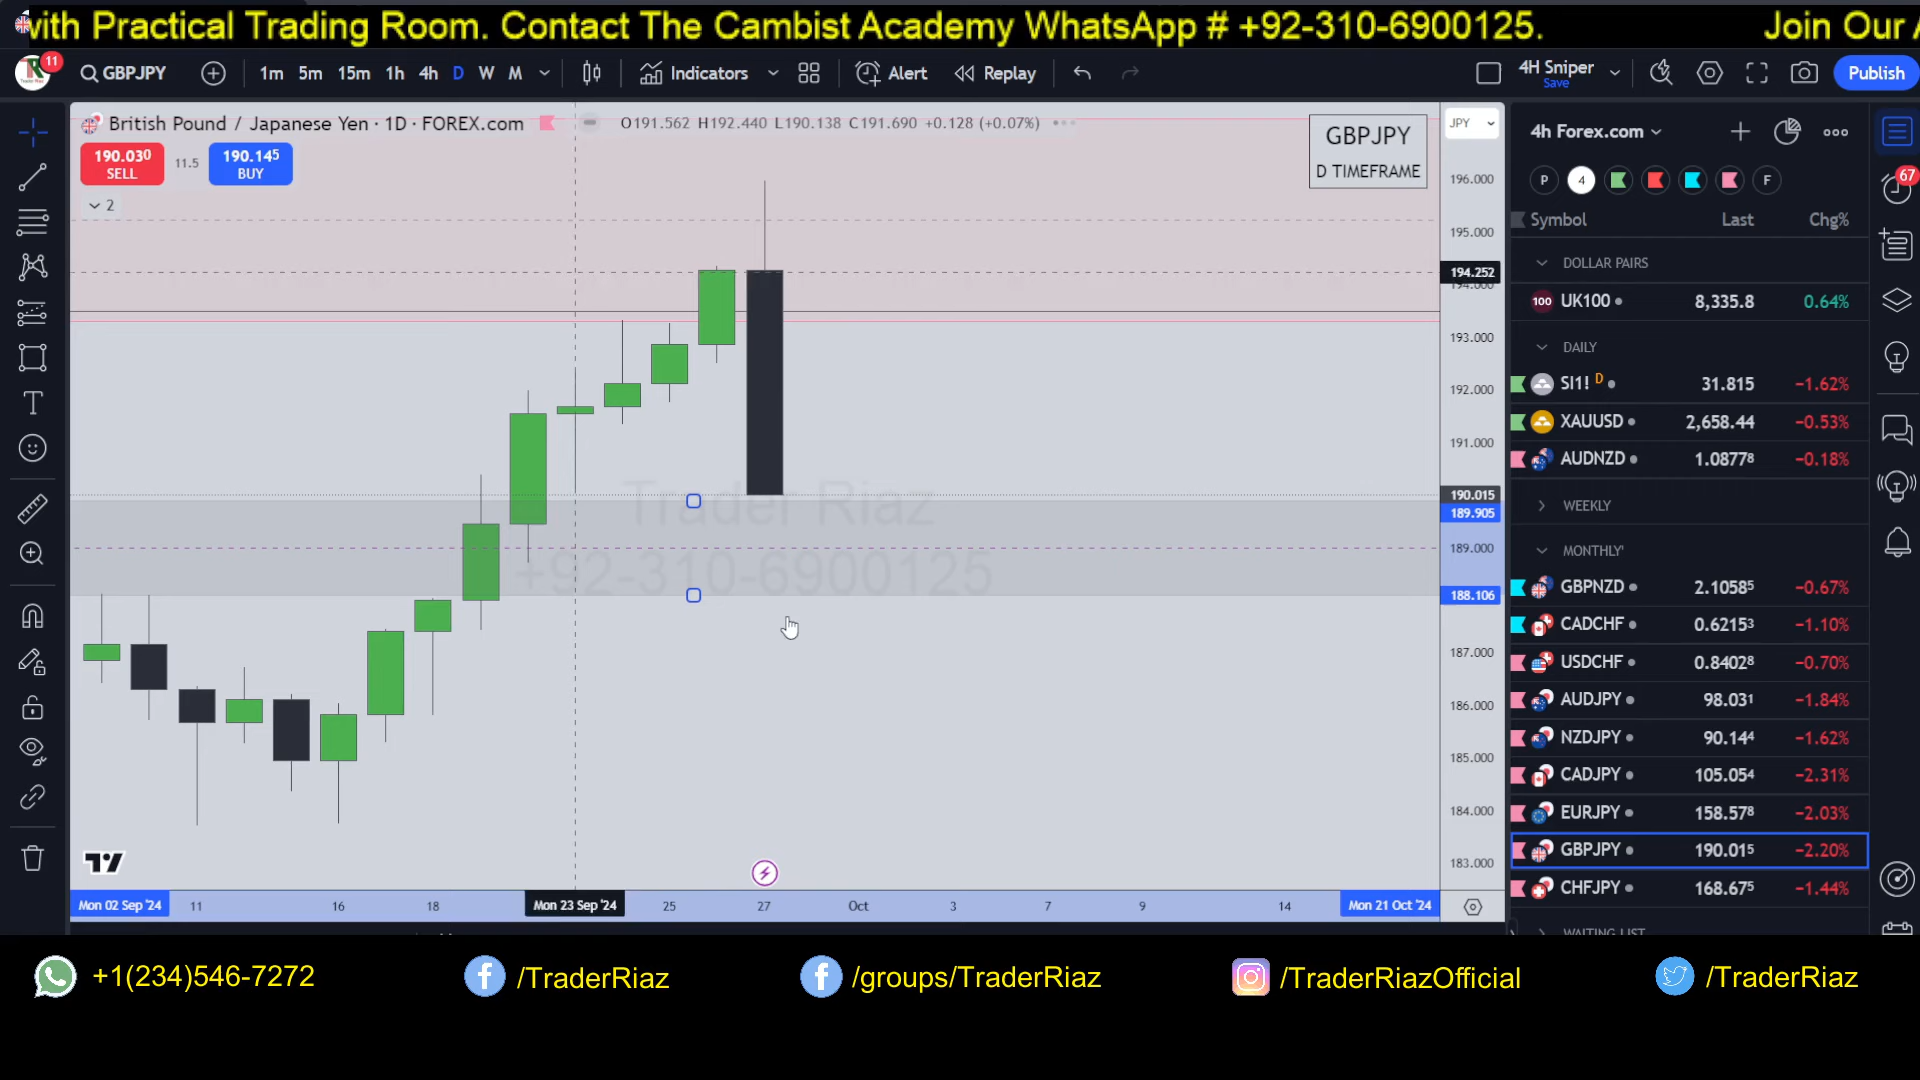 with Practical Trading Room. Contact The Cambist Academy WhatsApp # +92-310-6900125.
Join Our
11
GBPJPY
1m 5m 15m 1h 4h D W M
Indicators
Alert
Replay
4H Sniper
Save
Publish
British Pound / Japanese Yen · 1D · FOREX.com
O191.562 H192.440 L190.138 C191.690 +0.128 (+0.07%)
190.030
SELL
11.5
190.145
BUY
2
GBPJPY
D TIMEFRAME
JPY
196.000
195.000
194.252
194.000
193.000
192.000
191.000
190.015
189.905
189.000
188.106
187.000
186.000
185.000
184.000
183.000
Trader Riaz
+92-310-6900125
Mon 02 Sep '24
11
16
18
Mon 23 Sep '24
25
27
Oct
3
7
9
14
Mon 21 Oct '24
4h Forex.com
67
P 4 F
Symbol Last Chg%
DOLLAR PAIRS
100 UK100 8,335.8 0.64%
DAILY
SI1! D 31.815 −1.62%
XAUUSD 2,658.44 −0.53%
AUDNZD 1.08778 −0.18%
WEEKLY
MONTHLY'
GBPNZD 2.10585 −0.67%
CADCHF 0.62153 −1.10%
USDCHF 0.84028 −0.70%
AUDJPY 98.031 −1.84%
NZDJPY 90.144 −1.62%
CADJPY 105.054 −2.31%
EURJPY 158.578 −2.03%
GBPJPY 190.015 −2.20%
CHFJPY 168.675 −1.44%
WAITING LIST
+1(234)546-7272
/TraderRiaz
/groups/TraderRiaz
/TraderRiazOfficial
/TraderRiaz